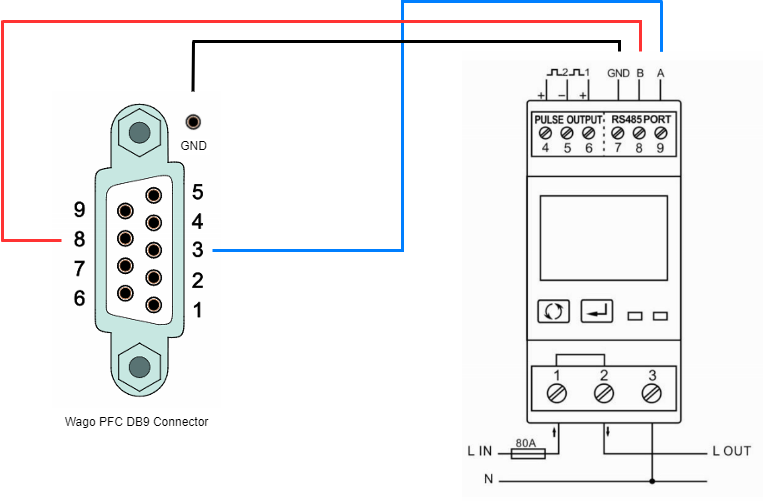 2 1 GND B A
+ − +
PULSE OUTPUT RS485 PORT
4 5 6 7 8 9
GND
5
9
4
8
3
7
2
6
1
1 2 3
Wago PFC DB9 Connector
80A
L IN L OUT
N